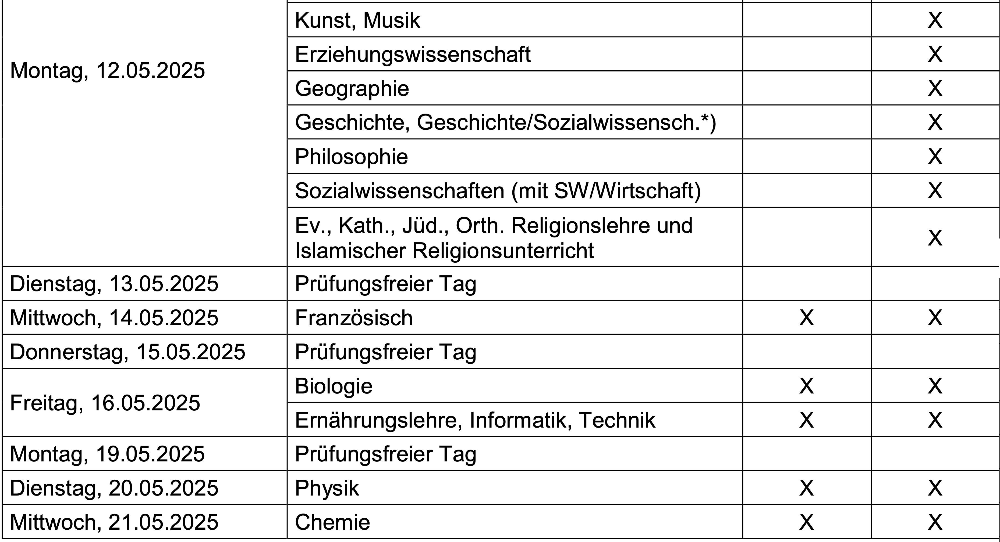 Kunst, Musik X
Erziehungswissenschaft X
Montag, 12.05.2025
Geographie X
Geschichte, Geschichte/Sozialwissensch.*) X
Philosophie X
Sozialwissenschaften (mit SW/Wirtschaft) X
Ev., Kath., Jüd., Orth. Religionslehre und
Islamischer Religionsunterricht X
Dienstag, 13.05.2025 Prüfungsfreier Tag
Mittwoch, 14.05.2025 Französisch X X
Donnerstag, 15.05.2025 Prüfungsfreier Tag
Freitag, 16.05.2025
Biologie X X
Ernährungslehre, Informatik, Technik X X
Montag, 19.05.2025 Prüfungsfreier Tag
Dienstag, 20.05.2025 Physik X X
Mittwoch, 21.05.2025 Chemie X X